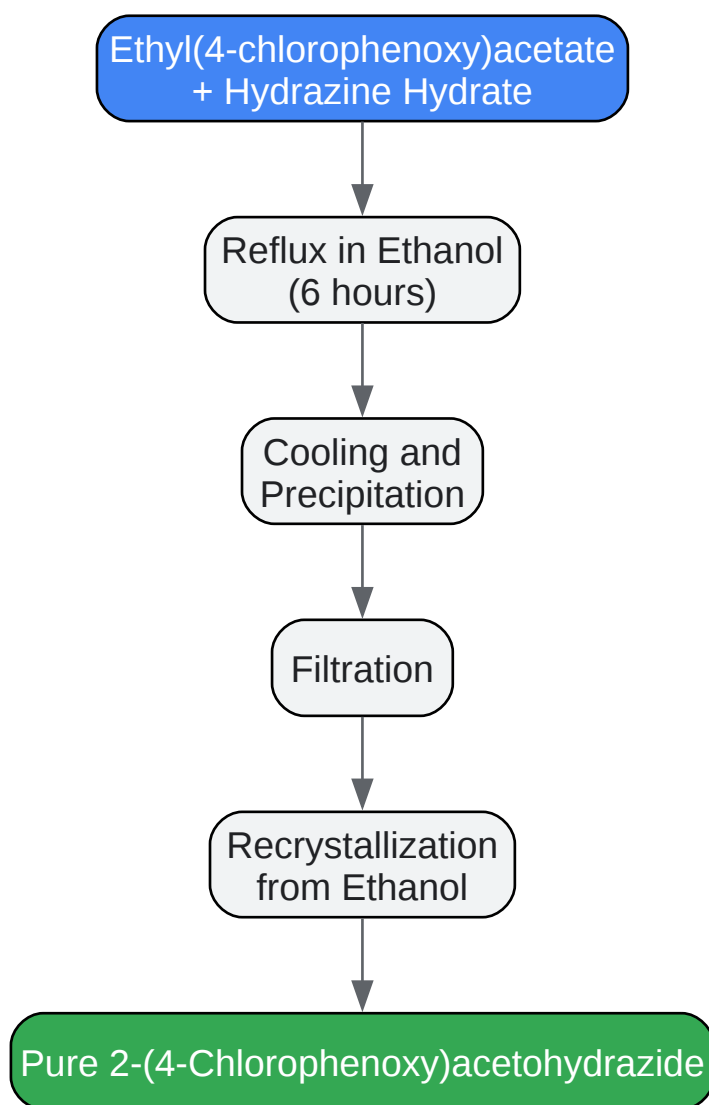 Ethyl(4-chlorophenoxy)acetate
+ Hydrazine Hydrate
Reflux in Ethanol
(6 hours)
Cooling and
Precipitation
Filtration
Recrystallization
from Ethanol
Pure 2-(4-Chlorophenoxy)acetohydrazide